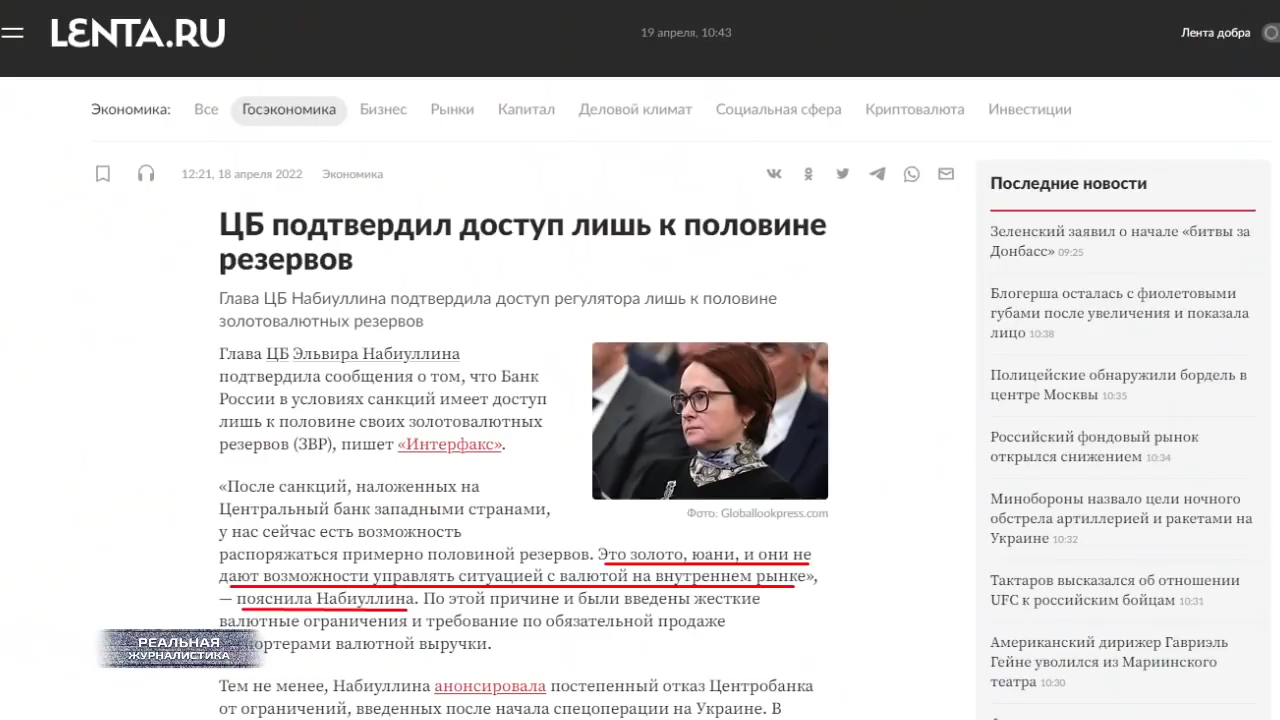 LENTA.RU
19 апреля, 10:43
Лента добра
Экономика: Все Госэкономика Бизнес Рынки Капитал Деловой климат Социальная сфера Криптовалюта Инвестиции
12:21, 18 апреля 2022 Экономика
ЦБ подтвердил доступ лишь к половине
резервов
Глава ЦБ Набиуллина подтвердила доступ регулятора лишь к половине
золотовалютных резервов
Глава ЦБ Эльвира Набиуллина
подтвердила сообщения о том, что Банк
России в условиях санкций имеет доступ
лишь к половине своих золотовалютных
резервов (ЗВР), пишет «Интерфакс».
Фото: Globallookpress.com
«После санкций, наложенных на
Центральный банк западными странами,
у нас сейчас есть возможность
распоряжаться примерно половиной резервов. Это золото, юани, и они не
дают возможности управлять ситуацией с валютой на внутреннем рынке»,
— пояснила Набиуллина. По этой причине и были введены жесткие
валютные ограничения и требование по обязательной продаже
портерами валютной выручки.
Тем не менее, Набиуллина анонсировала постепенный отказ Центробанка
от ограничений, введенных после начала спецоперации на Украине. В
РЕАЛЬНАЯ
ЖУРНАЛИСТИКА
Последние новости
Зеленский заявил о начале «битвы за
Донбасс» 09:25
Блогерша осталась с фиолетовыми
губами после увеличения и показала
лицо 10:38
Полицейские обнаружили бордель в
центре Москвы 10:35
Российский фондовый рынок
открылся снижением 10:34
Минобороны назвало цели ночного
обстрела артиллерией и ракетами на
Украине 10:32
Тактаров высказался об отношении
UFC к российским бойцам 10:31
Американский дирижер Гавриэль
Гейне уволился из Мариинского
театра 10:30